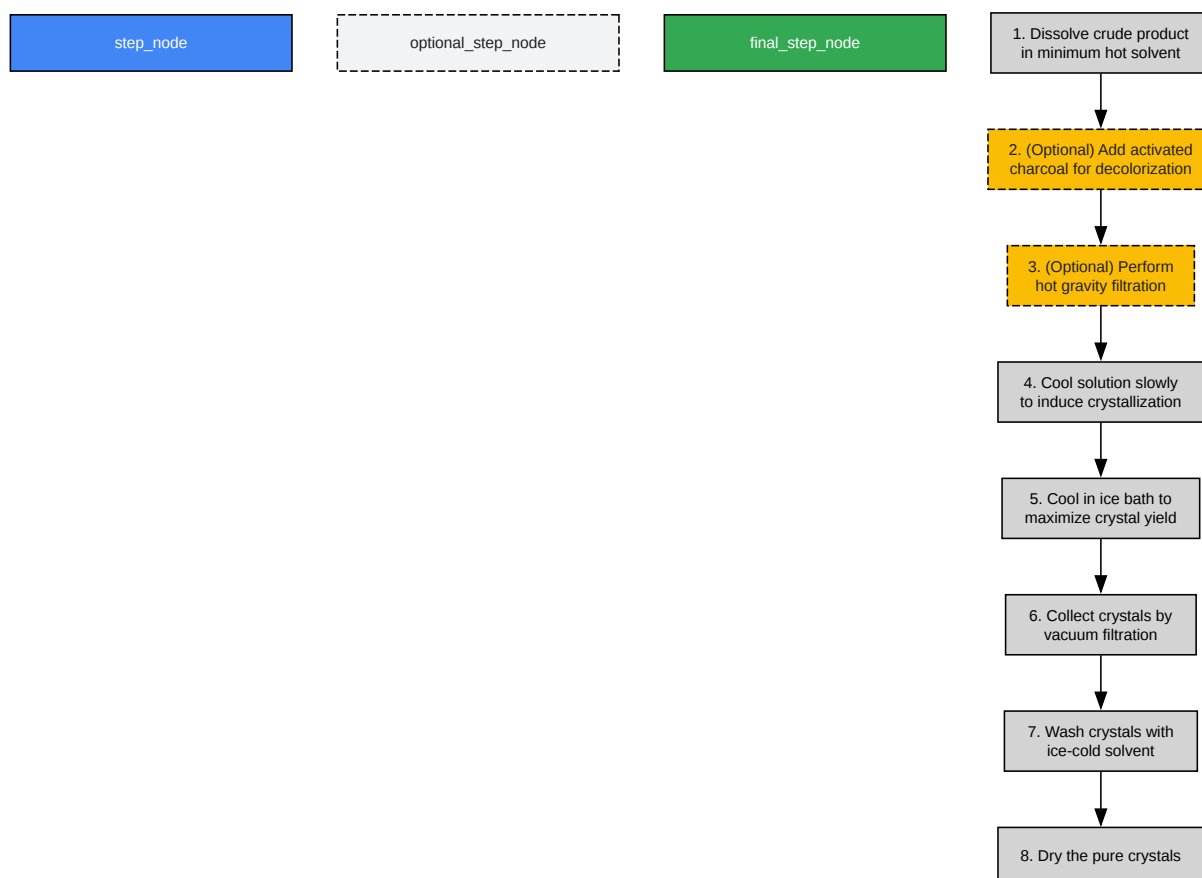 step_node
optional_step_node
final_step_node
1. Dissolve crude product
in minimum hot solvent
2. (Optional) Add activated
charcoal for decolorization
3. (Optional) Perform
hot gravity filtration
4. Cool solution slowly
to induce crystallization
5. Cool in ice bath to
maximize crystal yield
6. Collect crystals by
vacuum filtration
7. Wash crystals with
ice-cold solvent
8. Dry the pure crystals